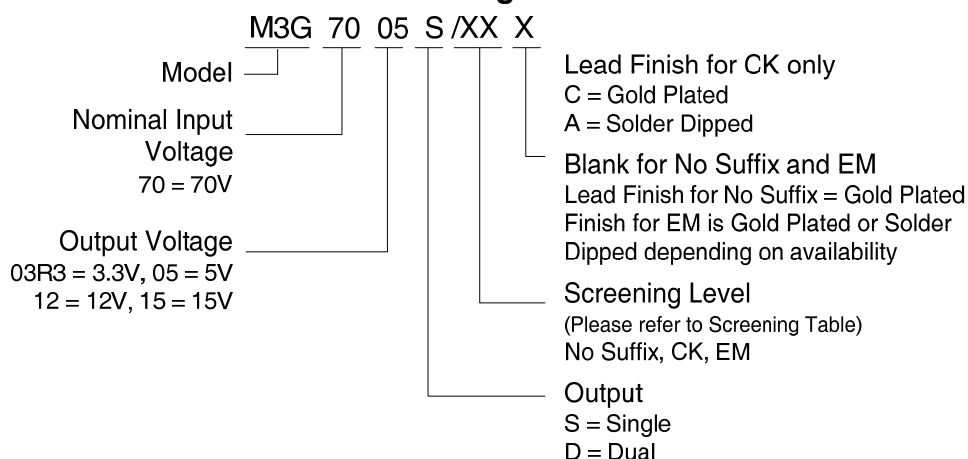 M3G 70 05 S /XX X
Model
Nominal Input
Voltage
70 = 70V
Output Voltage
03R3 = 3.3V, 05 = 5V
12 = 12V, 15 = 15V
Lead Finish for CK only
C = Gold Plated
A = Solder Dipped
Blank for No Suffix and EM
Lead Finish for No Suffix = Gold Plated
Finish for EM is Gold Plated or Solder
Dipped depending on availability
Screening Level
(Please refer to Screening Table)
No Suffix, CK, EM
Output
S = Single
D = Dual